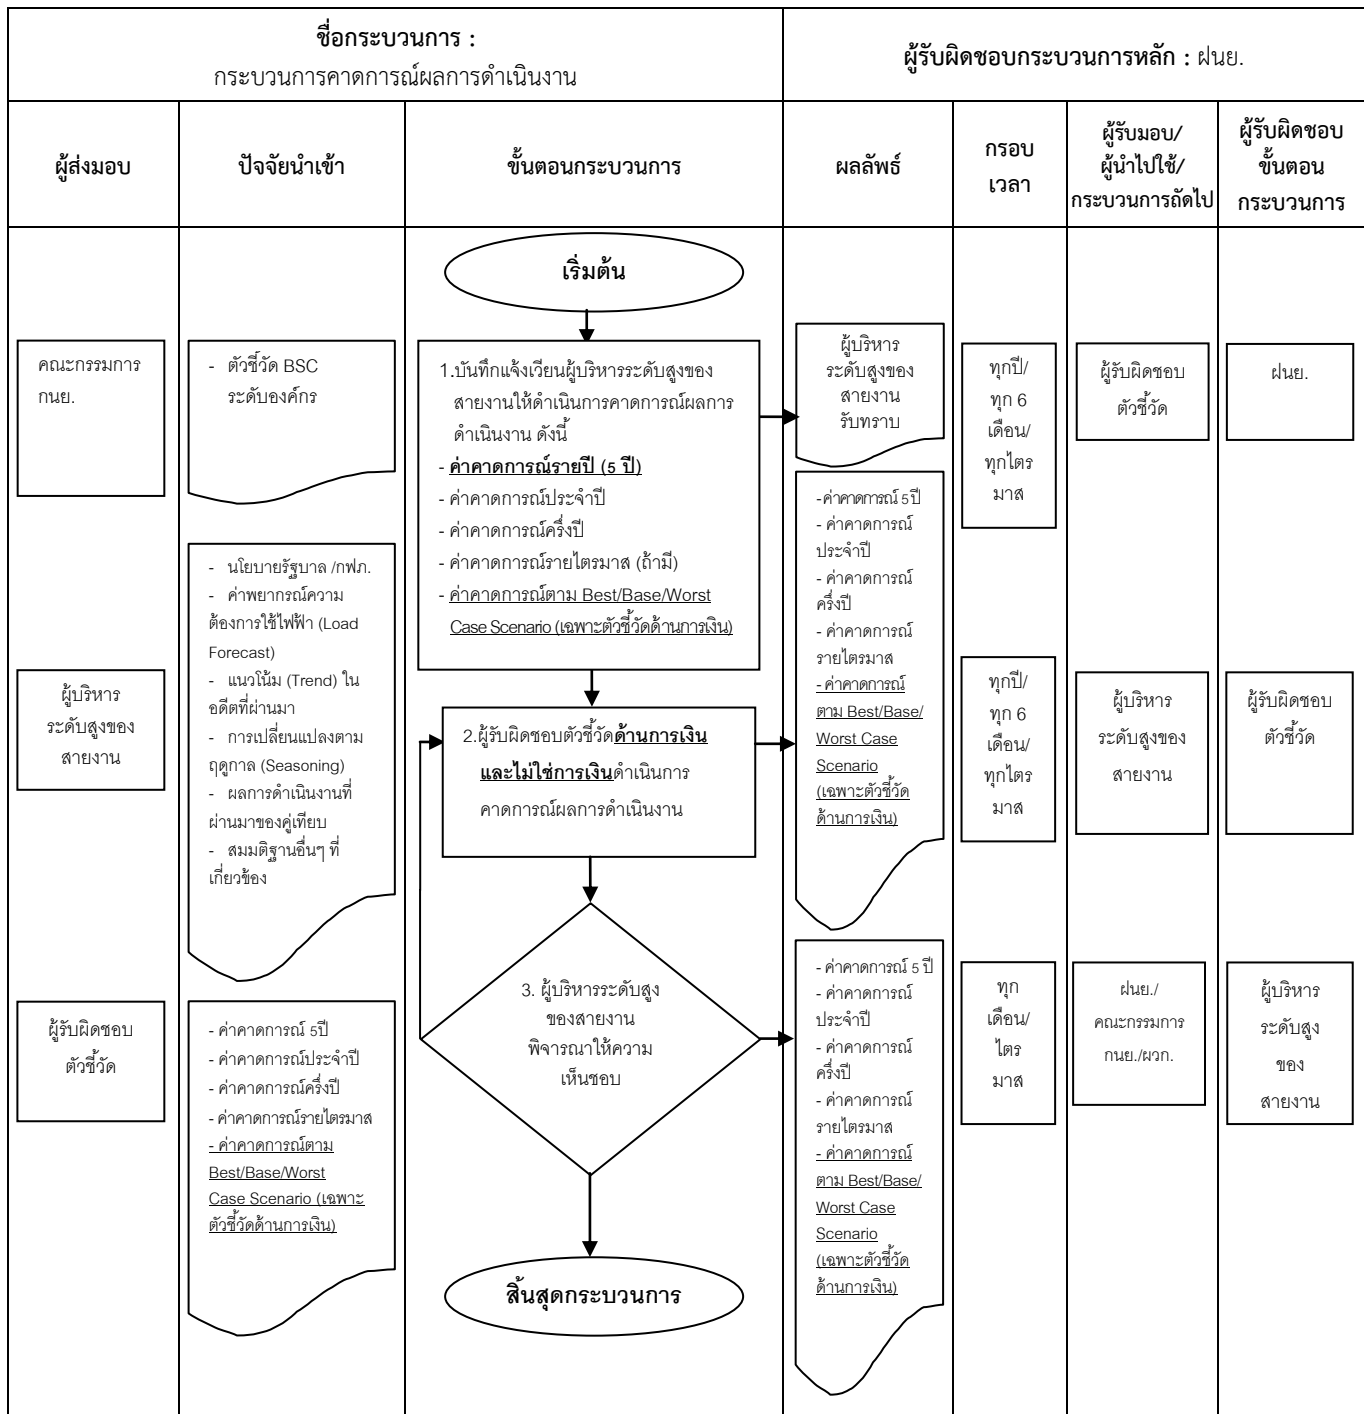 ชื่อกระบวนการ :
กระบวนการคาดการณ์ผลการดำเนินงาน
ผู้รับผิดชอบกระบวนการหลัก : ฝนย.
ผู้ส่งมอบ
ปัจจัยนำเข้า
ขั้นตอนกระบวนการ
ผลลัพธ์
กรอบ
เวลา
ผู้รับมอบ/
ผู้นำไปใช้/
กระบวนการถัดไป
ผู้รับผิดชอบ
ขั้นตอน
กระบวนการ
เริ่มต้น
คณะกรรมการ
กนย.
- ตัวชี้วัด BSC
ระดับองค์กร
1.บันทึกแจ้งเวียนผู้บริหารระดับสูงของ
สายงานให้ดำเนินการคาดการณ์ผลการ
ดำเนินงาน ดังนี้
- ค่าคาดการณ์รายปี (5 ปี)
- ค่าคาดการณ์ประจำปี
- ค่าคาดการณ์ครึ่งปี
- ค่าคาดการณ์รายไตรมาส (ถ้ามี)
- ค่าคาดการณ์ตาม Best/Base/Worst
Case Scenario (เฉพาะตัวชี้วัดด้านการเงิน)
ผู้บริหาร
ระดับสูงของ
สายงาน
รับทราบ
ทุกปี/
ทุก 6
เดือน/
ทุกไตร
มาส
ผู้รับผิดชอบ
ตัวชี้วัด
ฝนย.
ผู้บริหาร
ระดับสูงของ
สายงาน
- นโยบายรัฐบาล /กฟภ.
- ค่าพยากรณ์ความ
ต้องการใช้ไฟฟ้า (Load
Forecast)
- แนวโน้ม (Trend) ใน
อดีตที่ผ่านมา
- การเปลี่ยนแปลงตาม
ฤดูกาล (Seasoning)
- ผลการดำเนินงานที่
ผ่านมาของคู่เทียบ
- สมมติฐานอื่นๆ ที่
เกี่ยวข้อง
2.ผู้รับผิดชอบตัวชี้วัดด้านการเงิน
และไม่ใช่การเงินดำเนินการ
คาดการณ์ผลการดำเนินงาน
- ค่าคาดการณ์ 5 ปี
- ค่าคาดการณ์
ประจำปี
- ค่าคาดการณ์
ครึ่งปี
- ค่าคาดการณ์
รายไตรมาส
- ค่าคาดการณ์
ตาม Best/Base/
Worst Case
Scenario
(เฉพาะตัวชี้วัด
ด้านการเงิน)
ทุกปี/
ทุก 6
เดือน/
ทุกไตร
มาส
ผู้บริหาร
ระดับสูงของ
สายงาน
ผู้รับผิดชอบ
ตัวชี้วัด
ผู้รับผิดชอบ
ตัวชี้วัด
- ค่าคาดการณ์ 5ปี
- ค่าคาดการณ์ประจำปี
- ค่าคาดการณ์ครึ่งปี
- ค่าคาดการณ์รายไตรมาส
- ค่าคาดการณ์ตาม
Best/Base/Worst
Case Scenario (เฉพาะ
ตัวชี้วัดด้านการเงิน)
3. ผู้บริหารระดับสูง
ของสายงาน
พิจารณาให้ความ
เห็นชอบ
- ค่าคาดการณ์ 5 ปี
- ค่าคาดการณ์
ประจำปี
- ค่าคาดการณ์
ครึ่งปี
- ค่าคาดการณ์
รายไตรมาส
- ค่าคาดการณ์
ตาม Best/Base/
Worst Case
Scenario
(เฉพาะตัวชี้วัด
ด้านการเงิน)
ทุก
เดือน/
ไตร
มาส
ฝนย./
คณะกรรมการ
กนย./ผวก.
ผู้บริหาร
ระดับสูง
ของ
สายงาน
สิ้นสุดกระบวนการ